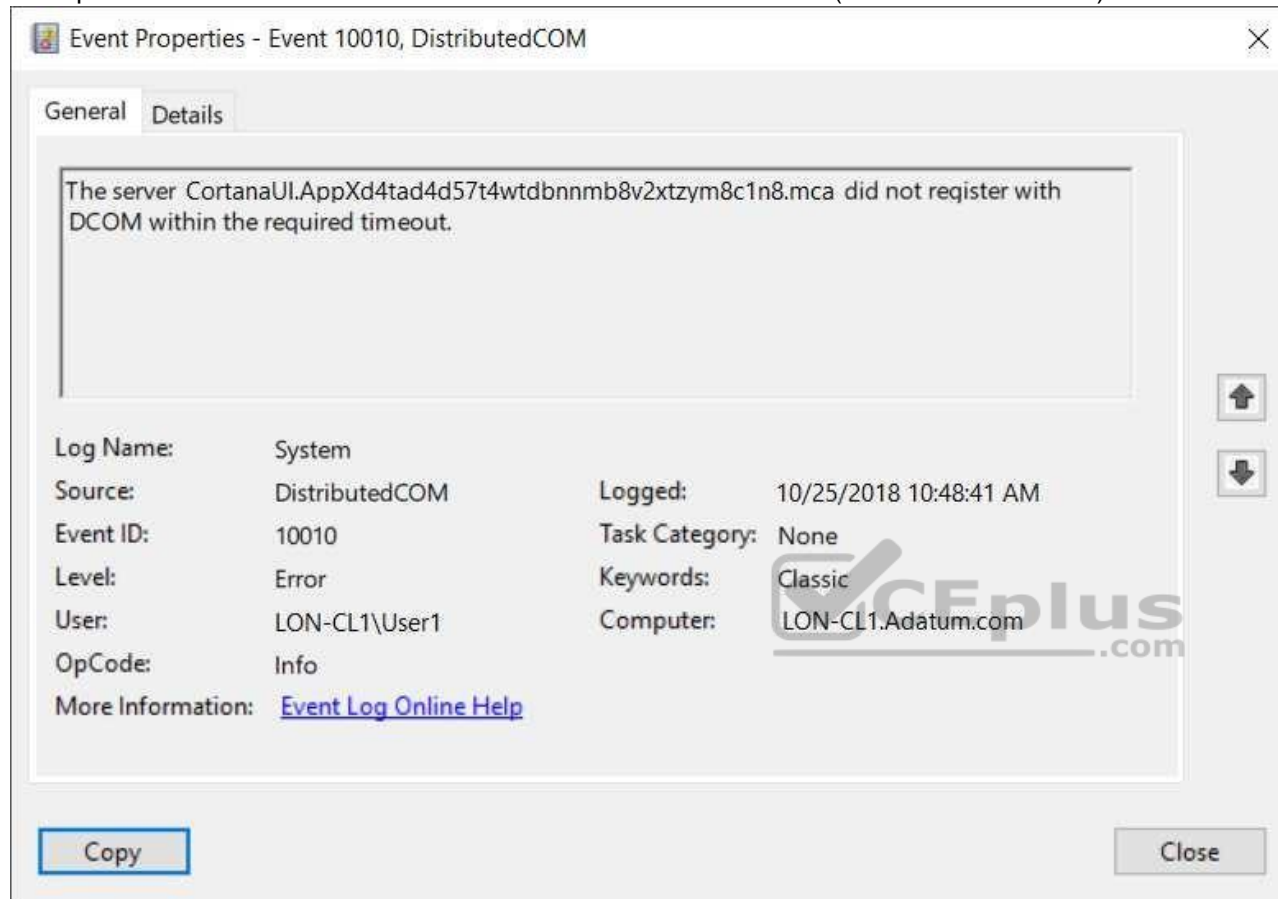 Event Properties - Event 10010, DistributedCOM
General Details
The server CortanaUI.AppXd4tad4d57t4wtdbnnmb8v2xtzym8c1n8.mca did not register with
DCOM within the required timeout.
Log Name: System
Source: DistributedCOM Logged: 10/25/2018 10:48:41 AM
Event ID: 10010 Task Category: None
Level: Error Keywords: Classic
User: LON-CL1\User1 Computer: LON-CL1.Adatum.com
OpCode: Info
More Information: Event Log Online Help
CEplus
.com
Copy Close